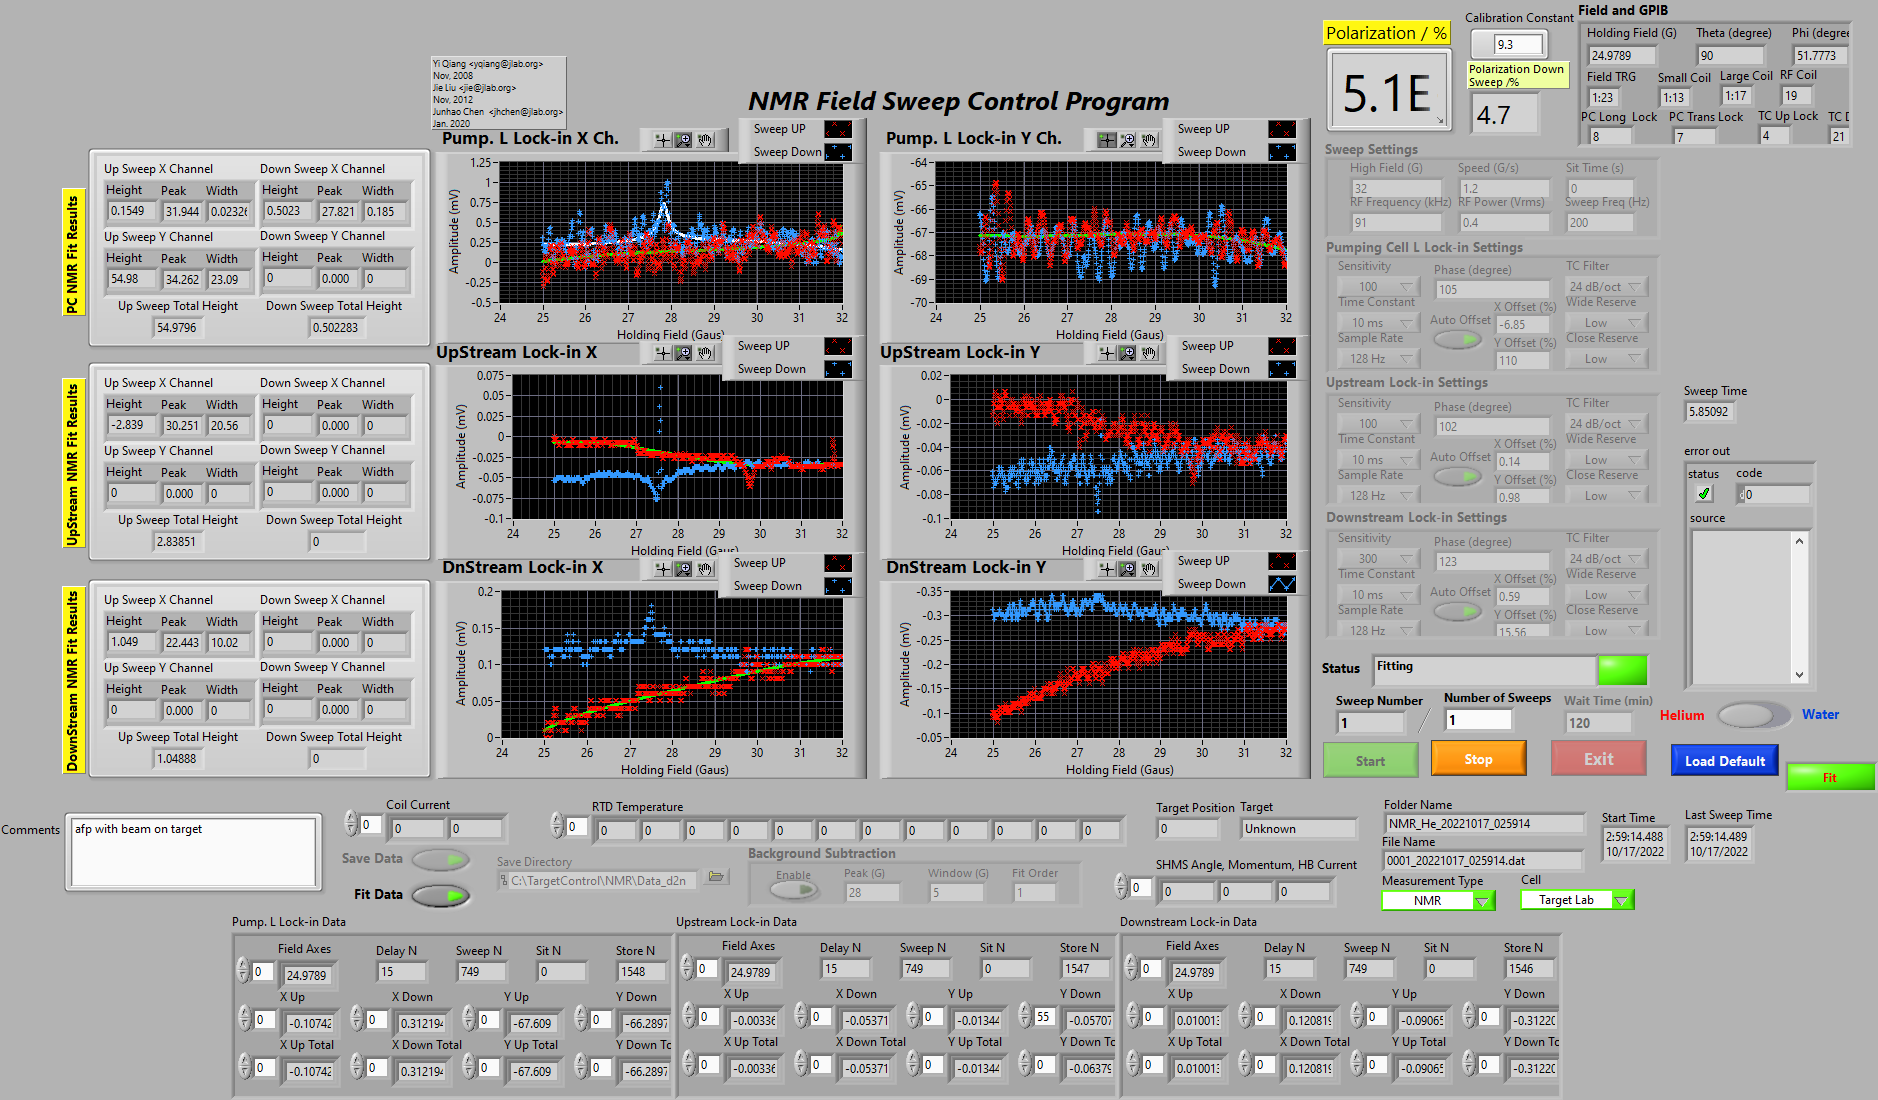 Yi Qiang <yqiang@jlab.org>
Nov, 2008
Jie Liu <jie@jlab.org>
Nov, 2012
Junhao Chen <jhchen@jlab.org>
Jan. 2020
NMR Field Sweep Control Program
Polarization / %
5.1E
Calibration Constant
9.3
Polarization Down Sweep /%
4.7
Field and GPIB
Holding Field (G) Theta (degree) Phi (degree
24.9789 90 51.7773
Field TRG Small Coil Large Coil RF Coil
1:23 1:13 1:17 19
PC Long Lock PC Trans Lock TC Up Lock TC D
8 7 4 21
PC NMR Fit Results
Up Sweep X Channel Down Sweep X Channel
Height Peak Width Height Peak Width
0.1549 31.944 0.02326 0.5023 27.821 0.185
Up Sweep Y Channel Down Sweep Y Channel
Height Peak Width Height Peak Width
54.98 34.262 23.09 0 0.000 0
Up Sweep Total Height Down Sweep Total Height
54.9796 0.502283
UpStream NMR Fit Results
Up Sweep X Channel Down Sweep X Channel
Height Peak Width Height Peak Width
-2.839 30.251 20.56 0 0.000 0
Up Sweep Y Channel Down Sweep Y Channel
Height Peak Width Height Peak Width
0 0.000 0 0 0.000 0
Up Sweep Total Height Down Sweep Total Height
2.83851 0
DownStream NMR Fit Results
Up Sweep X Channel Down Sweep X Channel
Height Peak Width Height Peak Width
1.049 22.443 10.02 0 0.000 0
Up Sweep Y Channel Down Sweep Y Channel
Height Peak Width Height Peak Width
0 0.000 0 0 0.000 0
Up Sweep Total Height Down Sweep Total Height
1.04888 0
Pump. L Lock-in X Ch.
Sweep UP
Sweep Down
Amplitude (mV)
1.25
1
0.75
0.5
0.25
0
-0.25
-0.5
24 25 26 27 28 29 30 31 32
Holding Field (Gaus)
Pump. L Lock-in Y Ch.
Sweep UP
Sweep Down
Amplitude (mV)
-64
-65
-66
-67
-68
-69
-70
24 25 26 27 28 29 30 31 32
Holding Field (Gaus)
UpStream Lock-in X
Sweep UP
Sweep Down
Amplitude (mV)
0.075
0.05
0.025
0
-0.025
-0.05
-0.075
-0.1
24 25 26 27 28 29 30 31 32
Holding Field (Gaus)
UpStream Lock-in Y
Sweep UP
Sweep Down
Amplitude (mV)
0.02
0
-0.02
-0.04
-0.06
-0.08
-0.1
24 25 26 27 28 29 30 31 32
Holding Field (Gaus)
DnStream Lock-in X
Sweep UP
Sweep Down
Amplitude (mV)
0.2
0.15
0.1
0.05
0
24 25 26 27 28 29 30 31 32
Holding Field (Gaus)
DnStream Lock-in Y
Sweep UP
Sweep Down
Amplitude (mV)
-0.35
-0.3
-0.25
-0.2
-0.15
-0.1
-0.05
24 25 26 27 28 29 30 31 32
Holding Field (Gaus)
Sweep Settings
High Field (G) Speed (G/s) Sit Time (s)
32 1.2 0
RF Frequency (kHz) RF Power (Vrms) Sweep Freq (Hz)
91 0.4 200
Pumping Cell L Lock-in Settings
Sensitivity Phase (degree) TC Filter
100 105 24 dB/oct
Time Constant X Offset (%) Wide Reserve
10 ms Auto Offset -6.85 Low
Sample Rate Y Offset (%) Close Reserve
128 Hz 110 Low
Upstream Lock-in Settings
Sensitivity Phase (degree) TC Filter
100 102 24 dB/oct
Time Constant X Offset (%) Wide Reserve
10 ms Auto Offset 0.14 Low
Sample Rate Y Offset (%) Close Reserve
128 Hz 0.98 Low
Downstream Lock-in Settings
Sensitivity Phase (degree) TC Filter
300 123 24 dB/oct
Time Constant X Offset (%) Wide Reserve
10 ms Auto Offset 0.59 Low
Sample Rate Y Offset (%) Close Reserve
128 Hz 15.56 Low
Sweep Time
5.85092
error out
status code
0
source
Status Fitting
Sweep Number / Number of Sweeps Wait Time (min)
1 1 120
Helium Water
Start Stop Exit Load Default Fit
Comments afp with beam on target
Coil Current
0 0 0
Save Data
Fit Data
RTD Temperature
0 0 0 0 0 0 0 0 0 0 0 0 0
Save Directory
C:\TargetControl\NMR\Data_d2n
Background Subtraction
Enable Peak (G) Window (G) Fit Order
28 5 1
Target Position Target
0 Unknown
SHMS Angle, Momentum, HB Current
0 0 0 0
Folder Name
NMR_He_20221017_025914
File Name
0001_20221017_025914.dat
Measurement Type Cell
NMR Target Lab
Start Time
2:59:14.488
10/17/2022
Last Sweep Time
2:59:14.489
10/17/2022
Pump. L Lock-in Data
Field Axes Delay N Sweep N Sit N Store N
0 24.9789 15 749 0 1548
X Up X Down Y Up Y Down
0 -0.10742 0 0.312194 0 -67.609 0 -66.2897
X Up Total X Down Total Y Up Total Y Down To
0 -0.10742 0 0.312194 0 -67.609 0 -66.2897
Upstream Lock-in Data
Field Axes Delay N Sweep N Sit N Store N
0 24.9789 15 749 0 1547
X Up X Down Y Up Y Down
0 -0.00336 0 -0.05371 0 -0.01344 55 -0.05707
X Up Total X Down Total Y Up Total Y Down To
0 -0.00336 0 -0.05371 0 -0.01344 0 -0.06379
Downstream Lock-in Data
Field Axes Delay N Sweep N Sit N Store N
0 24.9789 15 749 0 1546
X Up X Down Y Up Y Down
0 0.010013 0 0.120819 0 -0.09065 0 -0.31220
X Up Total X Down Total Y Up Total Y Down To
0 0.010013 0 0.120819 0 -0.09065 0 -0.31220